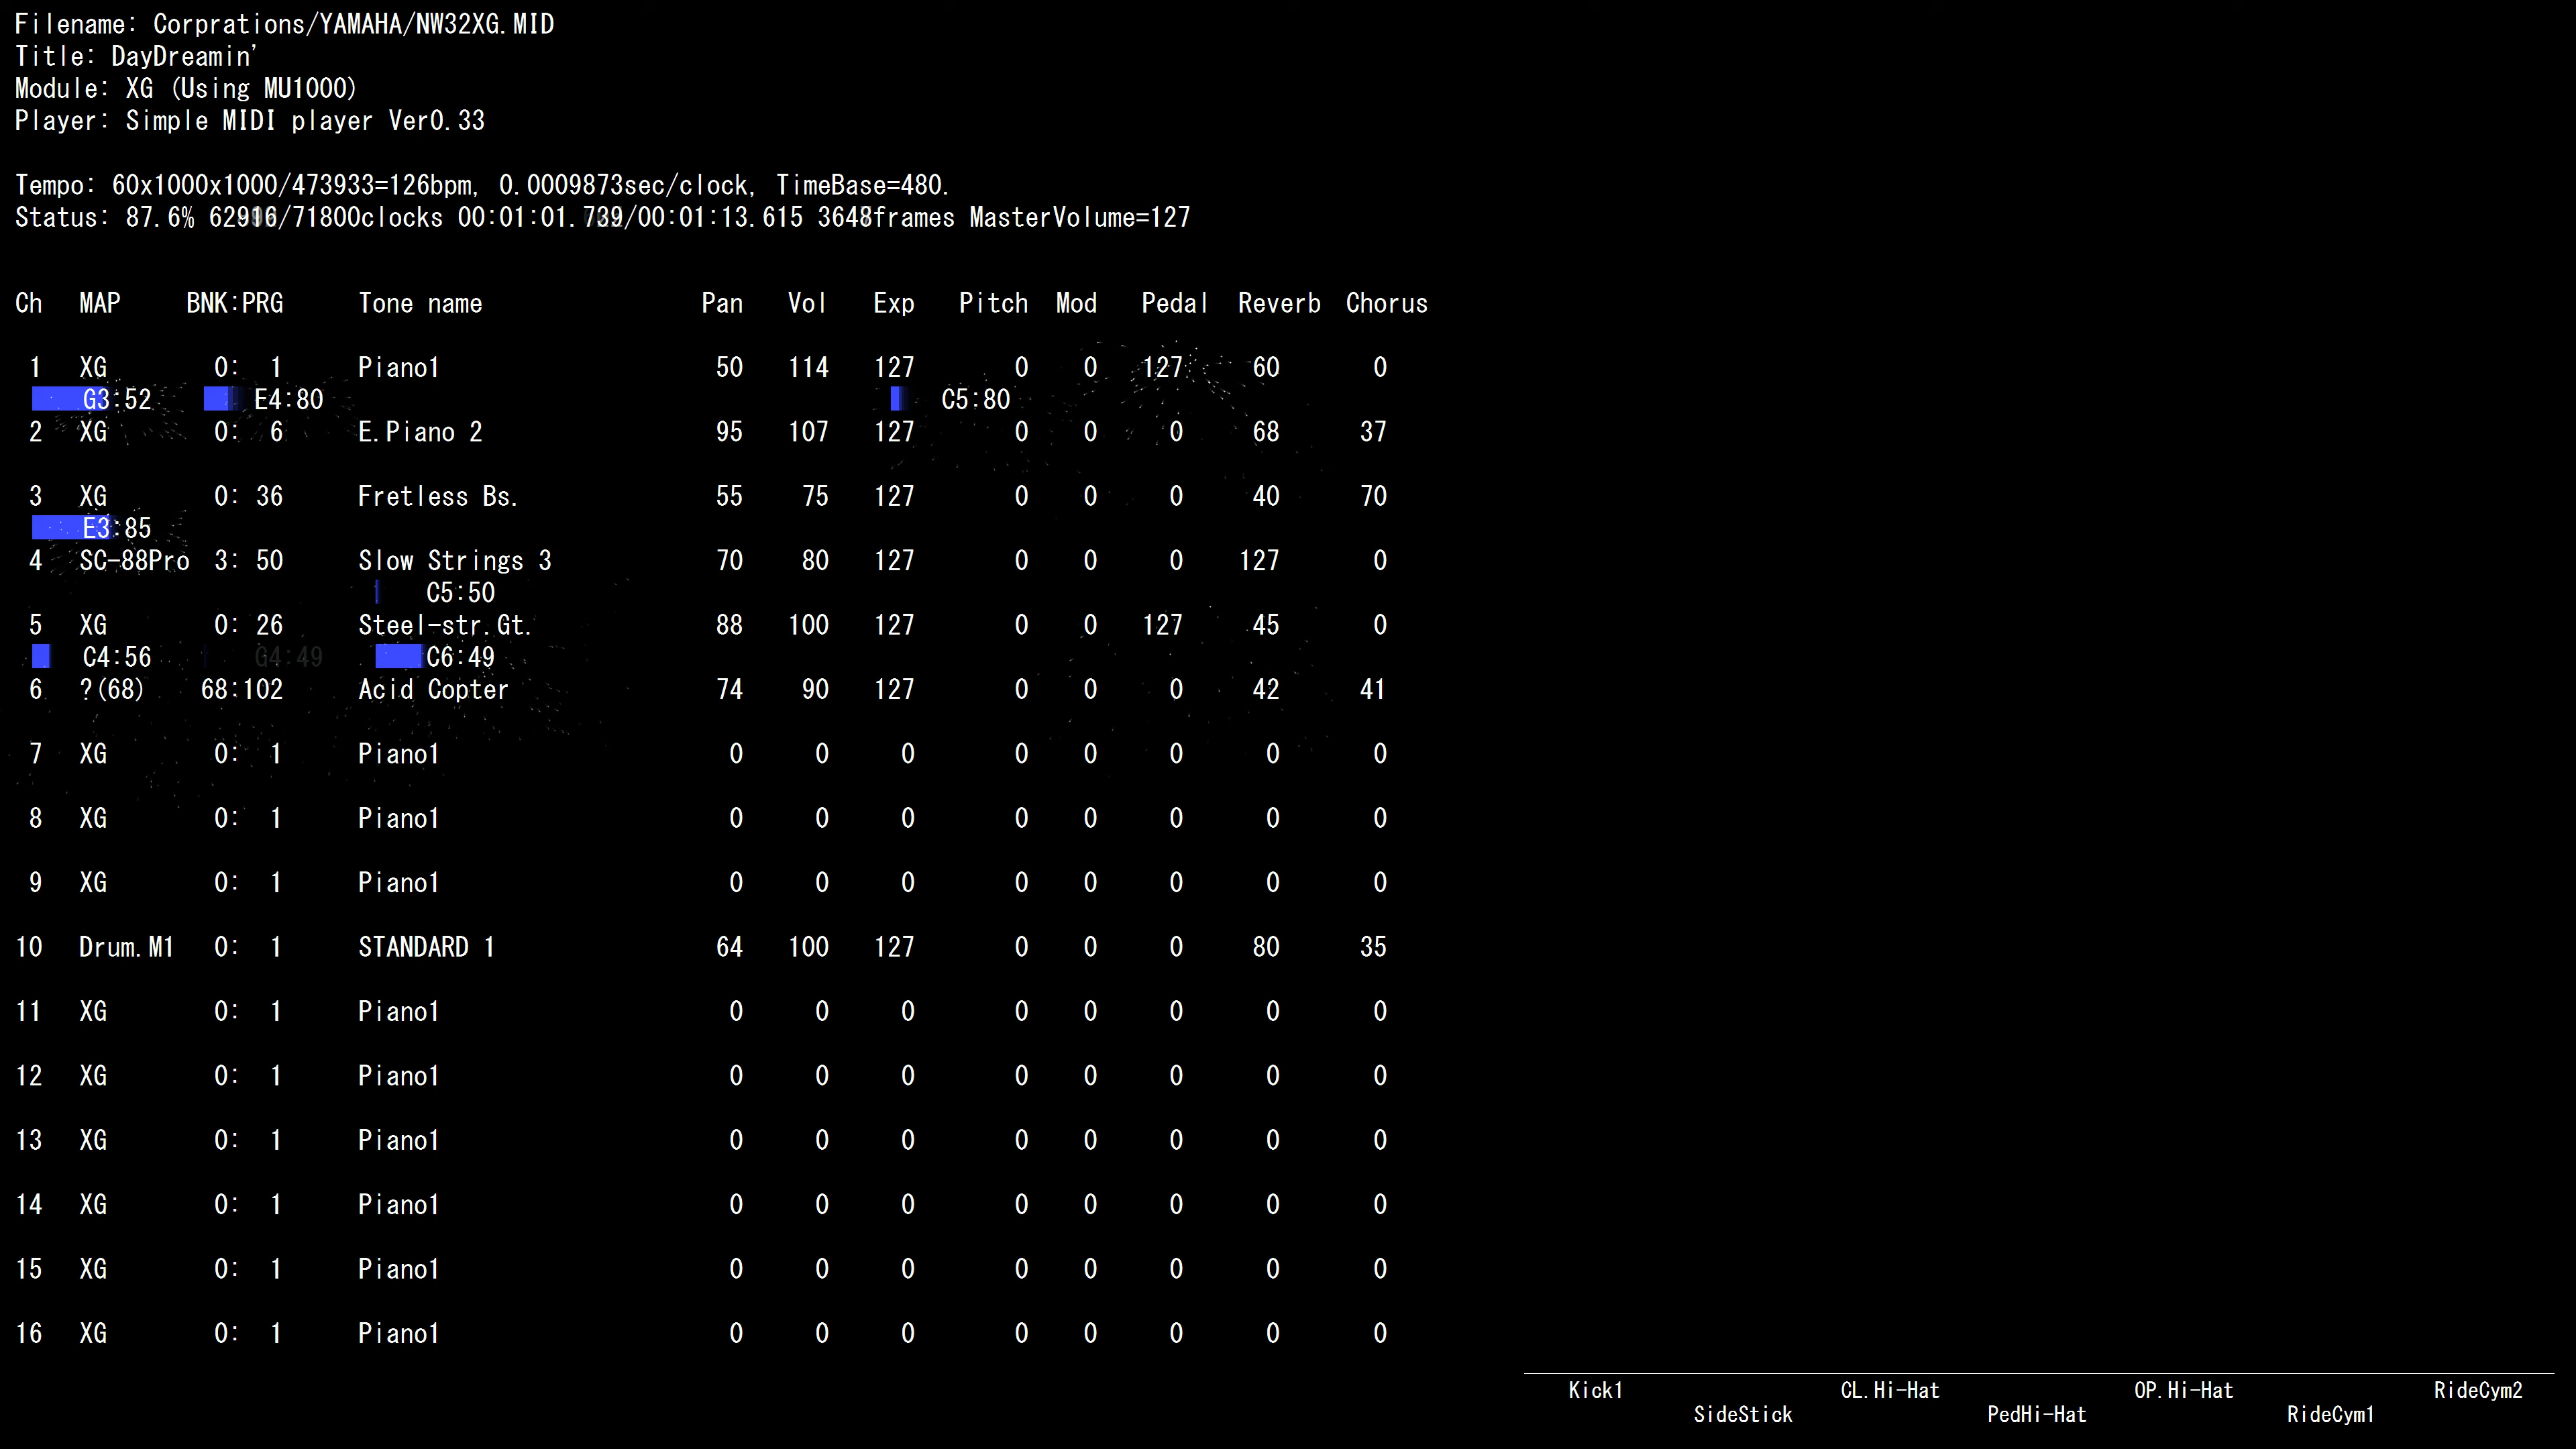 Filename: Corprations/YAMAHA/NW32XG.MID
Title: DayDreamin'
Module: XG (Using MU1000)
Player: Simple MIDI player Ver0.33
Tempo: 60x1000x1000/473933=126bpm, 0.0009873sec/clock, TimeBase=480.
Status: 87.6% 62916/71800clocks 00:01:01.739/00:01:13.615 3648frames MasterVolume=127
Ch MAP BNK:PRG Tone name Pan Vol Exp Pitch Mod Pedal Reverb Chorus
1 XG 0: 1 Piano1 50 114 127 0 0 127 60 0
G3:52 E4:80 C5:80
2 XG 0: 6 E.Piano 2 95 107 127 0 0 0 68 37
3 XG 0: 36 Fretless Bs. 55 75 127 0 0 0 40 70
E3:85
4 SC-88Pro 3: 50 Slow Strings 3 70 80 127 0 0 0 127 0
C5:50
5 XG 0: 26 Steel-str.Gt. 88 100 127 0 0 127 45 0
C4:56 G4:49 C6:49
6 ?(68) 68:102 Acid Copter 74 90 127 0 0 0 42 41
7 XG 0: 1 Piano1 0 0 0 0 0 0 0 0
8 XG 0: 1 Piano1 0 0 0 0 0 0 0 0
9 XG 0: 1 Piano1 0 0 0 0 0 0 0 0
10 Drum.M1 0: 1 STANDARD 1 64 100 127 0 0 0 80 35
11 XG 0: 1 Piano1 0 0 0 0 0 0 0 0
12 XG 0: 1 Piano1 0 0 0 0 0 0 0 0
13 XG 0: 1 Piano1 0 0 0 0 0 0 0 0
14 XG 0: 1 Piano1 0 0 0 0 0 0 0 0
15 XG 0: 1 Piano1 0 0 0 0 0 0 0 0
16 XG 0: 1 Piano1 0 0 0 0 0 0 0 0
Kick1 CL.Hi-Hat OP.Hi-Hat RideCym2
SideStick PedHi-Hat RideCym1